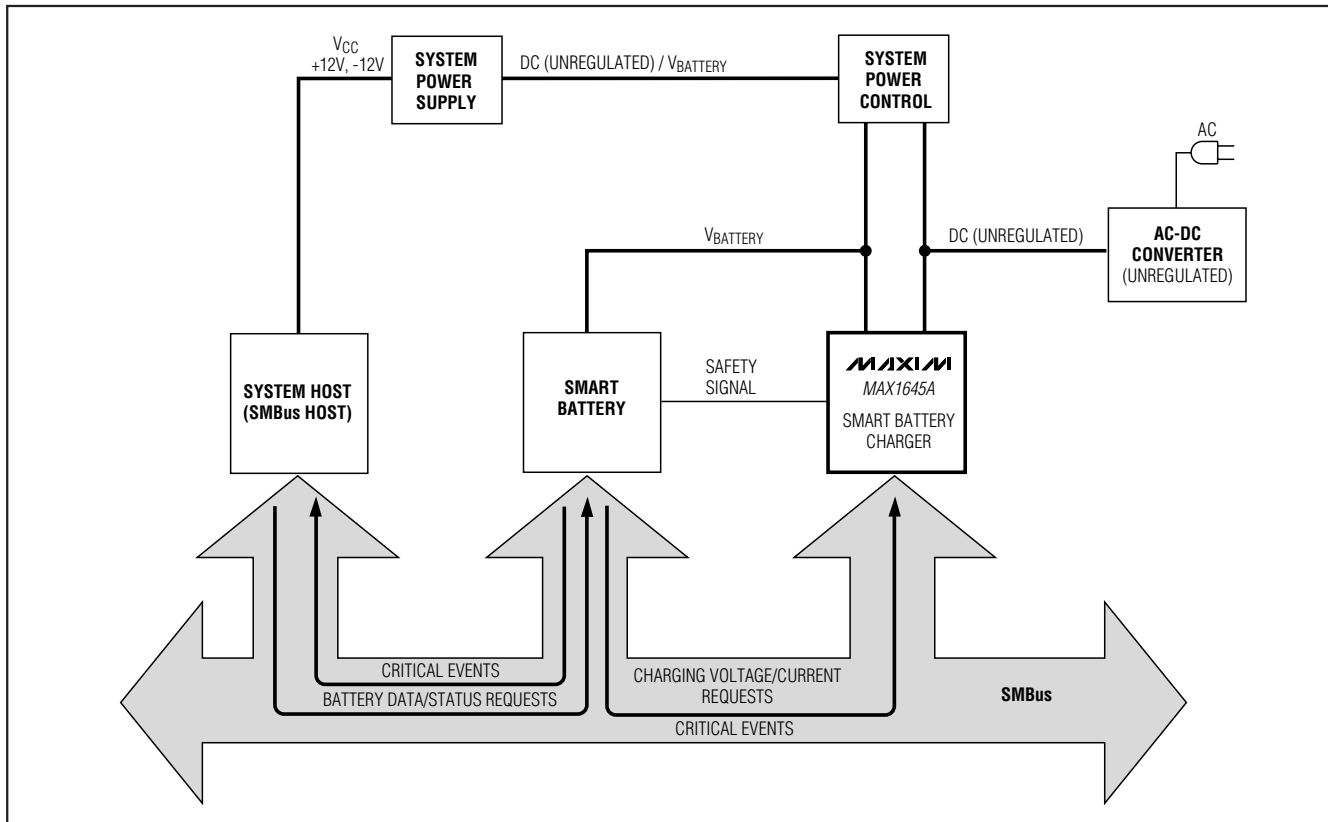 VCC
+12V, -12V
SYSTEM
POWER
SUPPLY
DC (UNREGULATED) / VBATTERY
SYSTEM
POWER
CONTROL
AC
VBATTERY
DC (UNREGULATED)
AC-DC
CONVERTER
(UNREGULATED)
SYSTEM HOST
(SMBus HOST)
SMART
BATTERY
SAFETY
SIGNAL
MAXIM
MAX1645A
SMART BATTERY
CHARGER
CRITICAL EVENTS
BATTERY DATA/STATUS REQUESTS
CHARGING VOLTAGE/CURRENT
REQUESTS
CRITICAL EVENTS
SMBus